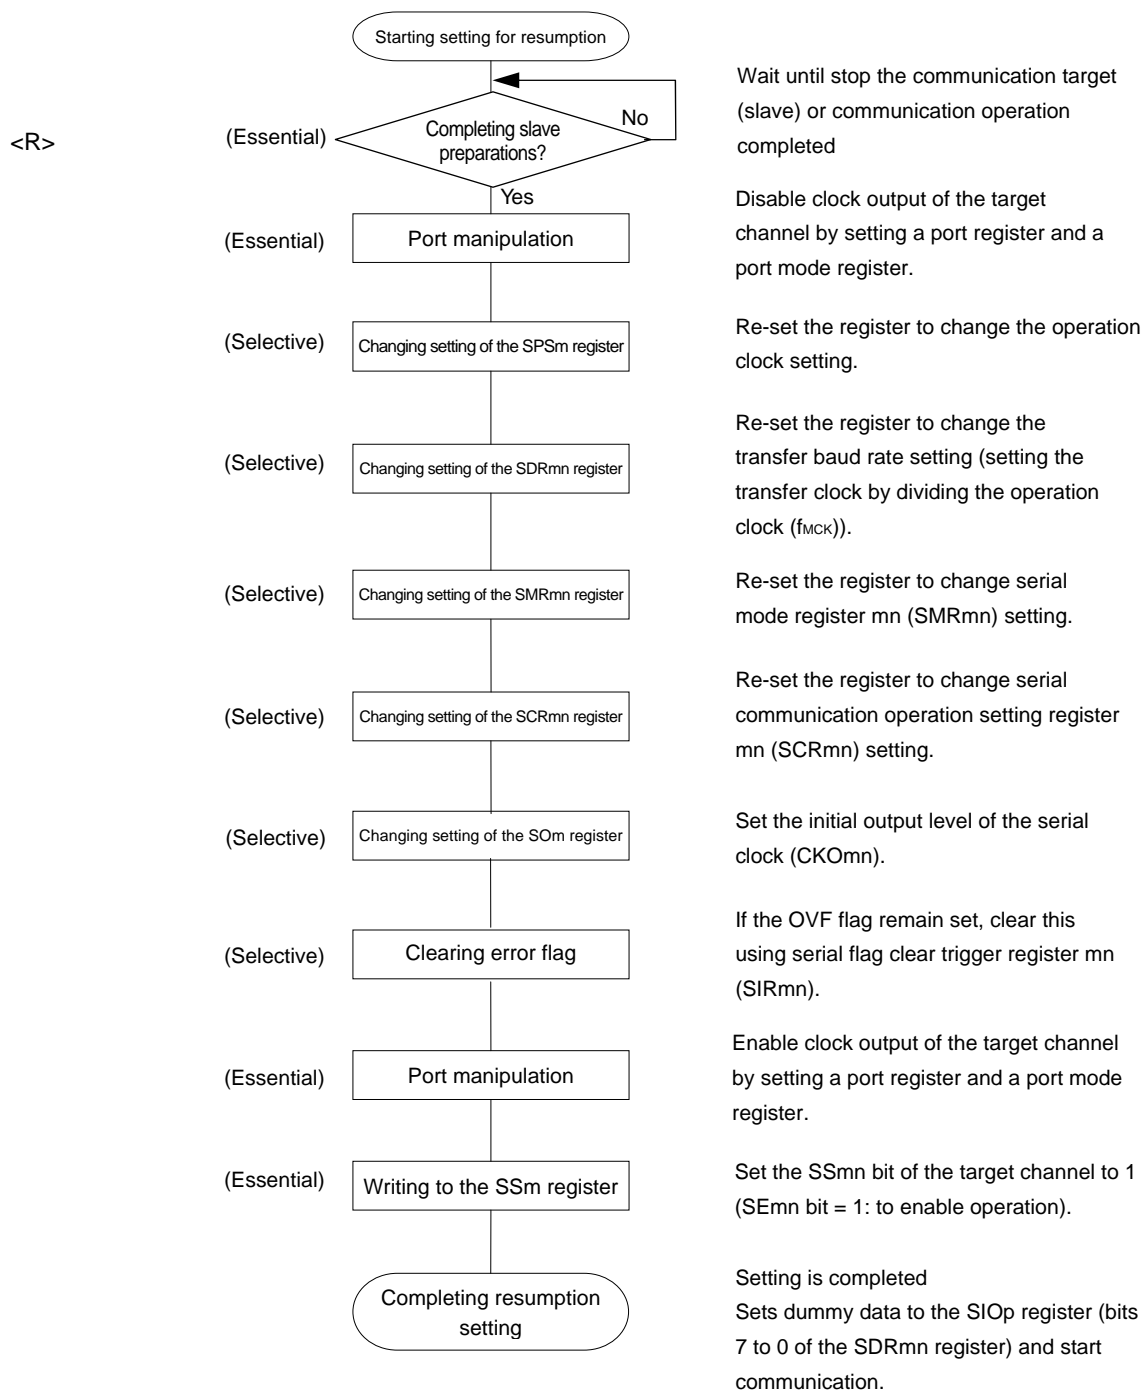 Starting setting for resumption
<R>
(Essential)
Completing slave
preparations?
No
Yes
Wait until stop the communication target
(slave) or communication operation
completed
(Essential)
Port manipulation
Disable clock output of the target
channel by setting a port register and a
port mode register.
(Selective)
Changing setting of the SPSm register
Re-set the register to change the operation
clock setting.
(Selective)
Changing setting of the SDRmn register
Re-set the register to change the
transfer baud rate setting (setting the
transfer clock by dividing the operation
clock (fMCK)).
(Selective)
Changing setting of the SMRmn register
Re-set the register to change serial
mode register mn (SMRmn) setting.
(Selective)
Changing setting of the SCRmn register
Re-set the register to change serial
communication operation setting register
mn (SCRmn) setting.
(Selective)
Changing setting of the SOm register
Set the initial output level of the serial
clock (CKOmn).
(Selective)
Clearing error flag
If the OVF flag remain set, clear this
using serial flag clear trigger register mn
(SIRmn).
(Essential)
Port manipulation
Enable clock output of the target channel
by setting a port register and a port mode
register.
(Essential)
Writing to the SSm register
Set the SSmn bit of the target channel to 1
(SEmn bit = 1: to enable operation).
Completing resumption
setting
Setting is completed
Sets dummy data to the SIOp register (bits
7 to 0 of the SDRmn register) and start
communication.